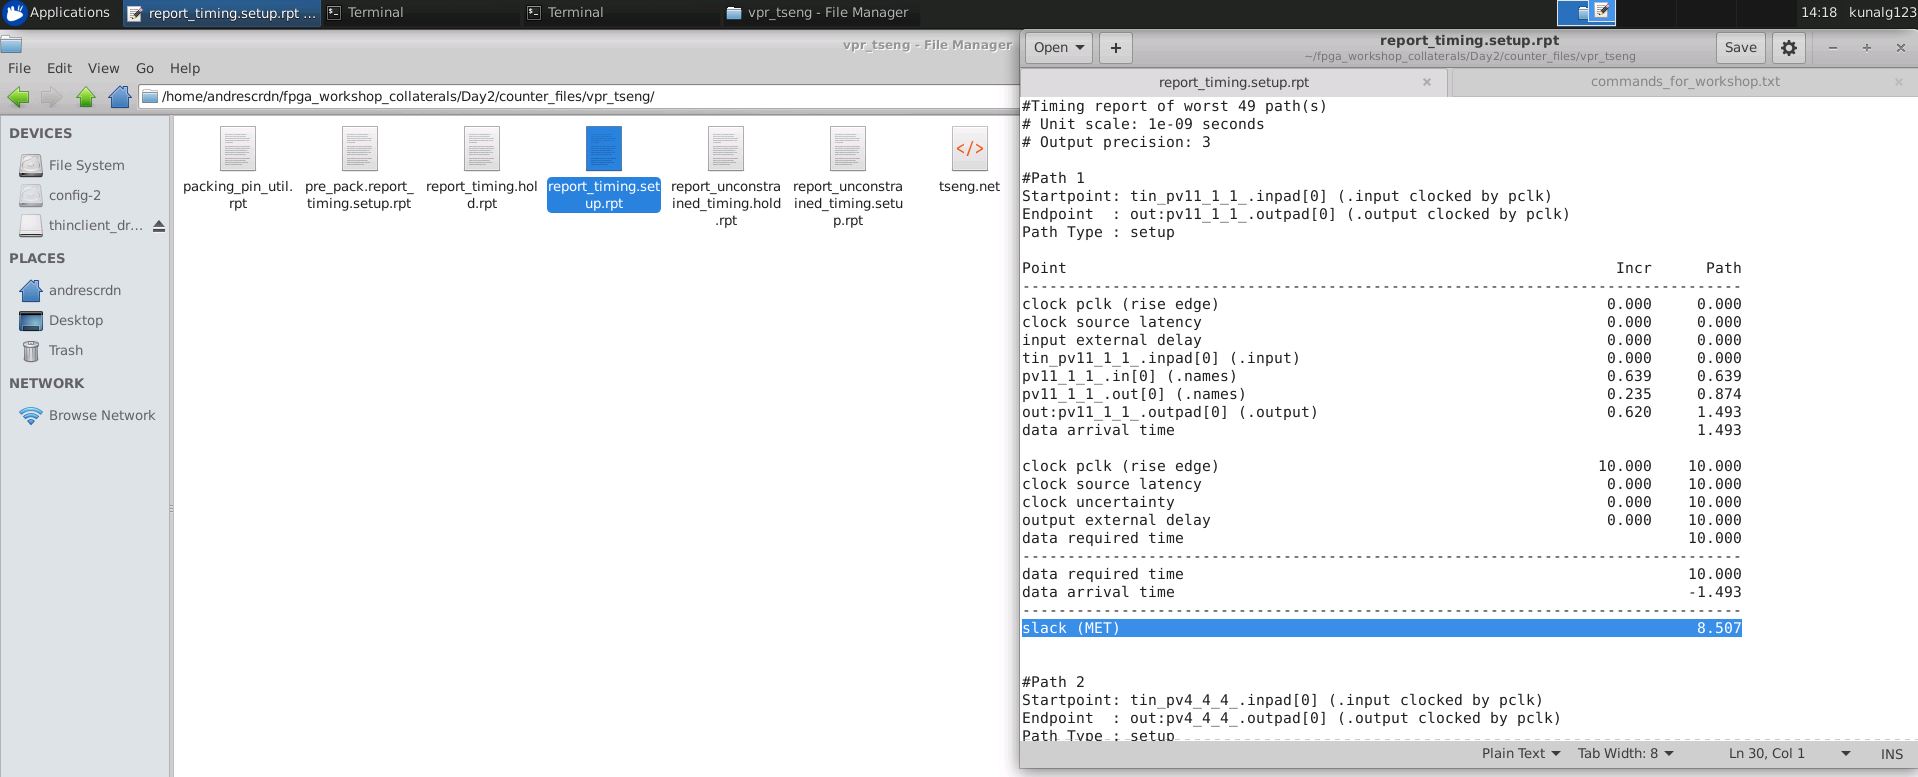 Applications report_timing.setup.rpt ... Terminal Terminal vpr_tseng - File Manager 14:18 kunalg123
vpr_tseng - File Manager
File Edit View Go Help
/home/andrescrdn/fpga_workshop_collaterals/Day2/counter_files/vpr_tseng/
DEVICES
File System
config-2
thinclient_dr...
PLACES
andrescrdn
Desktop
Trash
NETWORK
Browse Network
packing_pin_util.
rpt
pre_pack.report_
timing.setup.rpt
report_timing.hol
d.rpt
report_timing.set
up.rpt
report_unconstra
ined_timing.hold
.rpt
report_unconstra
ined_timing.setu
p.rpt
</>
tseng.net
Open + report_timing.setup.rpt Save
~/fpga_workshop_collaterals/Day2/counter_files/vpr_tseng
report_timing.setup.rpt × commands_for_workshop.txt ×
#Timing report of worst 49 path(s)
# Unit scale: 1e-09 seconds
# Output precision: 3
#Path 1
Startpoint: tin_pv11_1_1_.inpad[0] (.input clocked by pclk)
Endpoint  : out:pv11_1_1_.outpad[0] (.output clocked by pclk)
Path Type : setup
Point Incr Path
--------------------------------------------------------------------------------
clock pclk (rise edge) 0.000 0.000
clock source latency 0.000 0.000
input external delay 0.000 0.000
tin_pv11_1_1_.inpad[0] (.input) 0.000 0.000
pv11_1_1_.in[0] (.names) 0.639 0.639
pv11_1_1_.out[0] (.names) 0.235 0.874
out:pv11_1_1_.outpad[0] (.output) 0.620 1.493
data arrival time 1.493
clock pclk (rise edge) 10.000 10.000
clock source latency 0.000 10.000
clock uncertainty 0.000 10.000
output external delay 0.000 10.000
data required time 10.000
--------------------------------------------------------------------------------
data required time 10.000
data arrival time -1.493
--------------------------------------------------------------------------------
slack (MET) 8.507
#Path 2
Startpoint: tin_pv4_4_4_.inpad[0] (.input clocked by pclk)
Endpoint  : out:pv4_4_4_.outpad[0] (.output clocked by pclk)
Path Type : setup
Plain Text Tab Width: 8 Ln 30, Col 1 INS